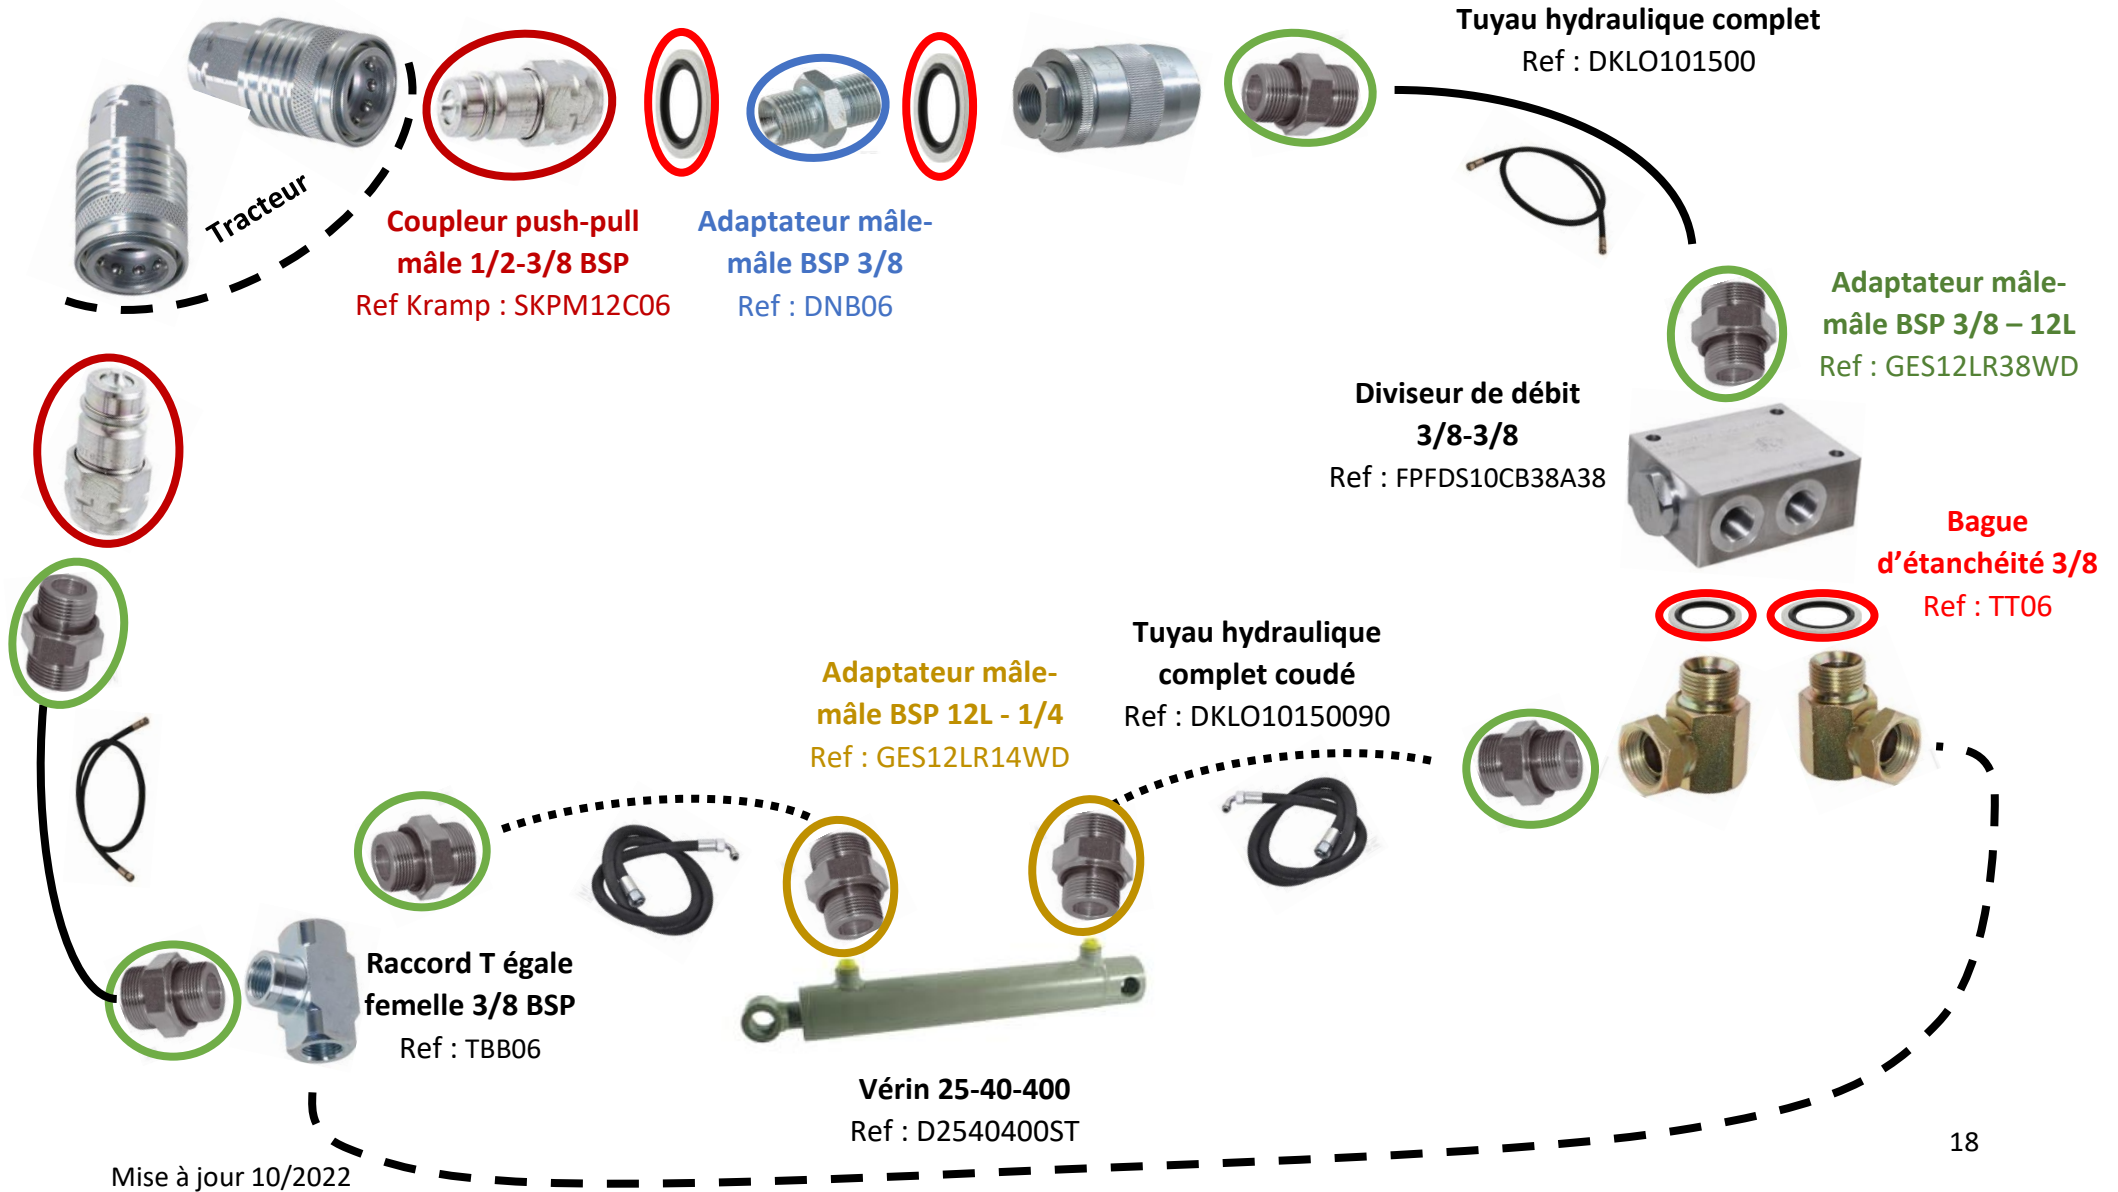 Tuyau hydraulique complet
Ref : DKLO101500
Tracteur
Coupleur push-pull
mâle 1/2-3/8 BSP
Ref Kramp : SKPM12C06
Adaptateur mâle-
mâle BSP 3/8
Ref : DNB06
Adaptateur mâle-
mâle BSP 3/8 – 12L
Ref : GES12LR38WD
Diviseur de débit
3/8-3/8
Ref : FPFDS10CB38A38
Bague
d’étanchéité 3/8
Ref : TT06
Tuyau hydraulique
complet coudé
Ref : DKLO10150090
Adaptateur mâle-
mâle BSP 12L - 1/4
Ref : GES12LR14WD
Raccord T égale
femelle 3/8 BSP
Ref : TBB06
Vérin 25-40-400
Ref : D2540400ST
18
Mise à jour 10/2022